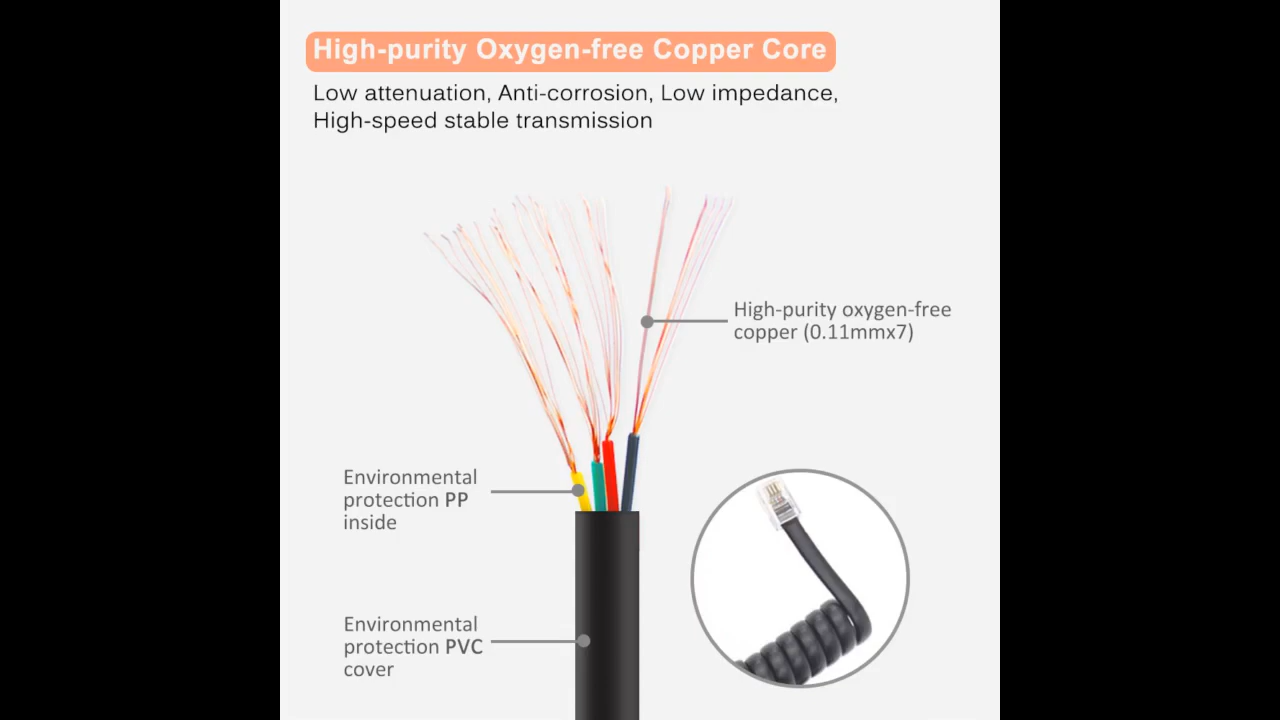 High-purity Oxygen-free Copper Core
Low attenuation, Anti-corrosion, Low impedance,
High-speed stable transmission
High-purity oxygen-free
copper (0.11mmx7)
Environmental
protection PP
inside
Environmental
protection PVC
cover